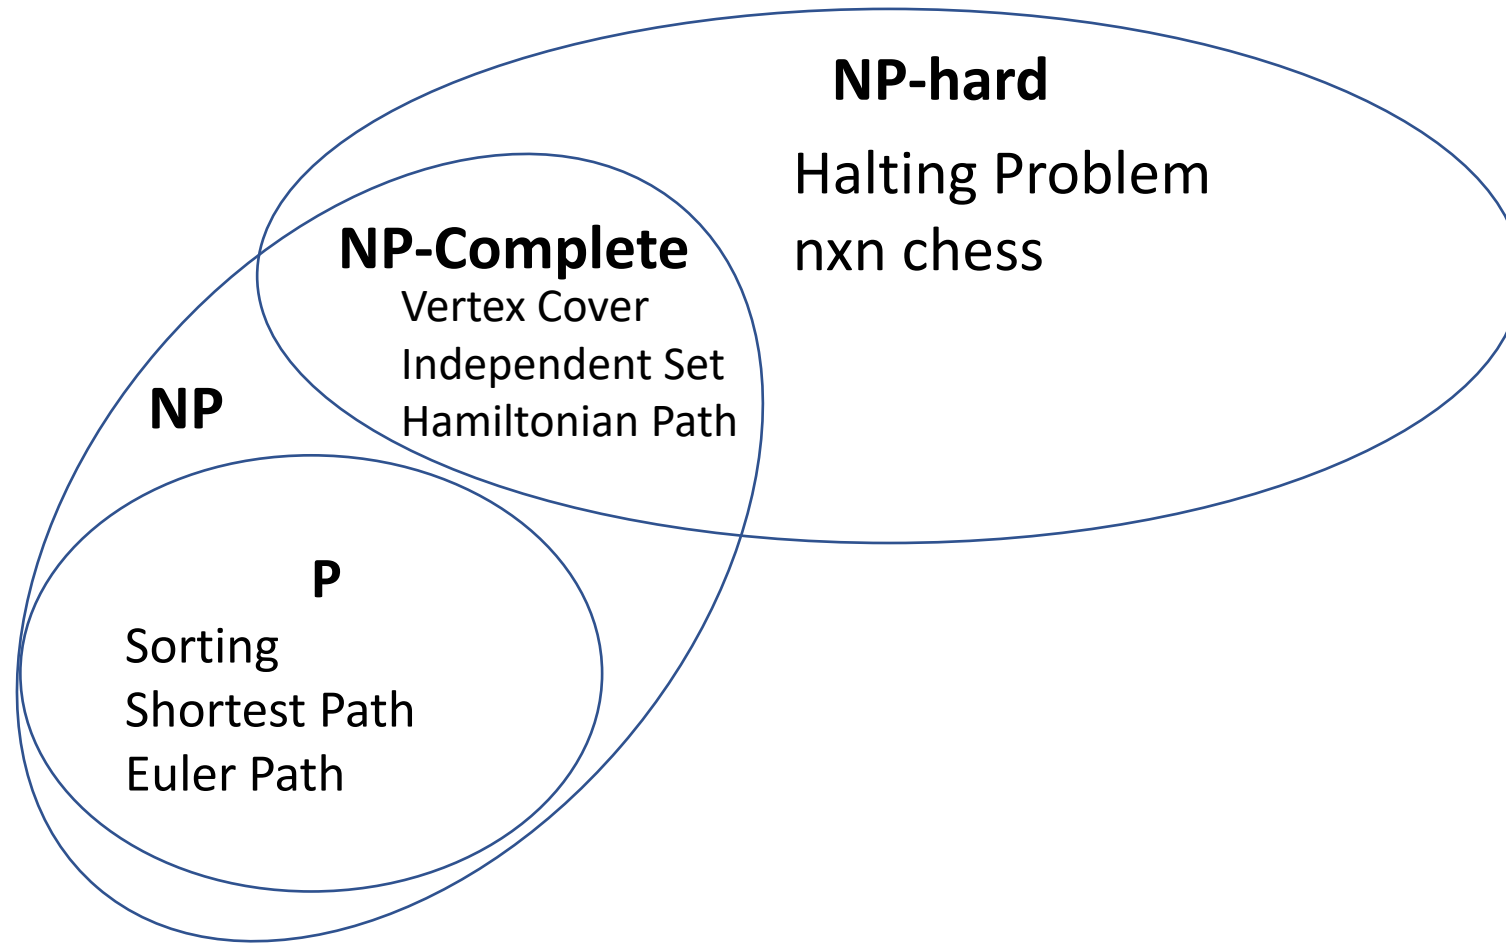 NP-hard
Halting Problem
nxn chess
NP-Complete
Vertex Cover
Independent Set
Hamiltonian Path
NP
P
Sorting
Shortest Path
Euler Path